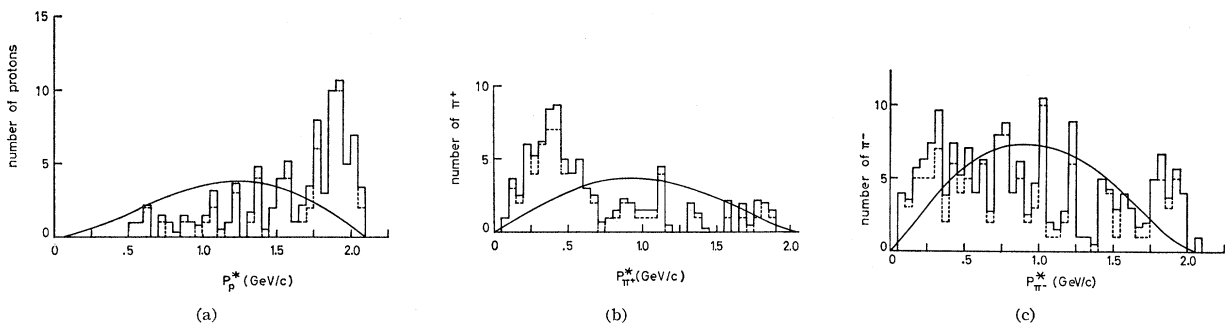 number of protons
15
10
5
0
0 .5 1.0 1.5 2.0
P*p (GeV/c)
(a)
number of π+
10
5
0
0 .5 1.0 1.5 2.0
P*π+ (GeV/c)
(b)
number of π−
10
5
0
0 .5 1.0 1.5 2.0
P*π− (GeV/c)
(c)